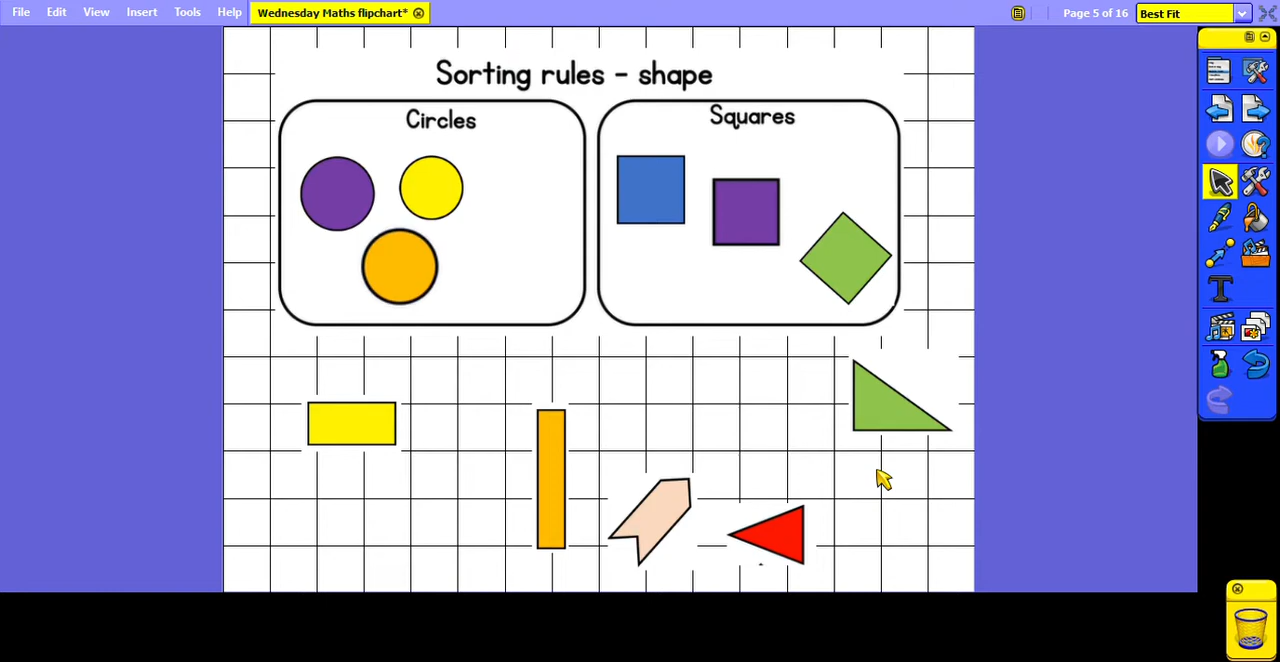 File Edit View Insert Tools Help Wednesday Maths flipchart* Page 5 of 16 Best Fit
Sorting rules - shape
Circles
Squares
T